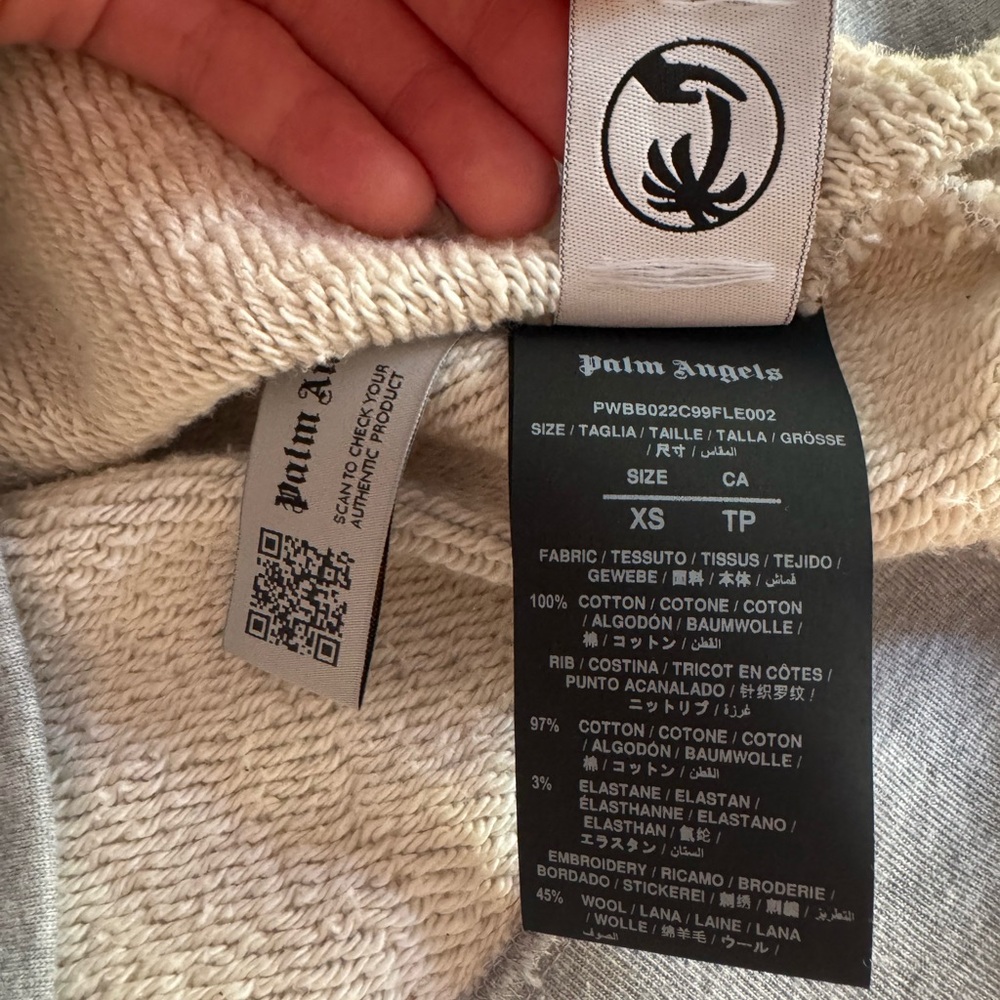 Palm Angels
PWBB022C99FLE002
SIZE / TAGLIA / TAILLE / TALLA / GRÖSSE
/ 尺寸 / المقاس
SIZE CA
XS TP
FABRIC / TESSUTO / TISSUS / TEJIDO /
GEWEBE / 面料 / 本体 / قماش
100% COTTON / COTONE / COTON
/ ALGODÓN / BAUMWOLLE /
棉 / コットン / القطن
RIB / COSTINA / TRICOT EN CÔTES /
PUNTO ACANALADO / 针织罗纹 /
ニットリブ / غرزة
97% COTTON / COTONE / COTON
/ ALGODÓN / BAUMWOLLE /
棉 / コットン / القطن
3% ELASTANE / ELASTAN /
ÉLASTHANNE / ELASTANO /
ELASTHAN / 氨纶 /
エラスタン /
EMBROIDERY / RICAMO / BRODERIE /
BORDADO / STICKEREI / 刺绣 / 刺繍 / التطريز
45% WOOL / LANA / LAINE / LANA
/ WOLLE / 绵羊毛 / ウール /
الصوف
Palm
SCAN TO CHECK YOUR
AUTHENTIC PRODUCT